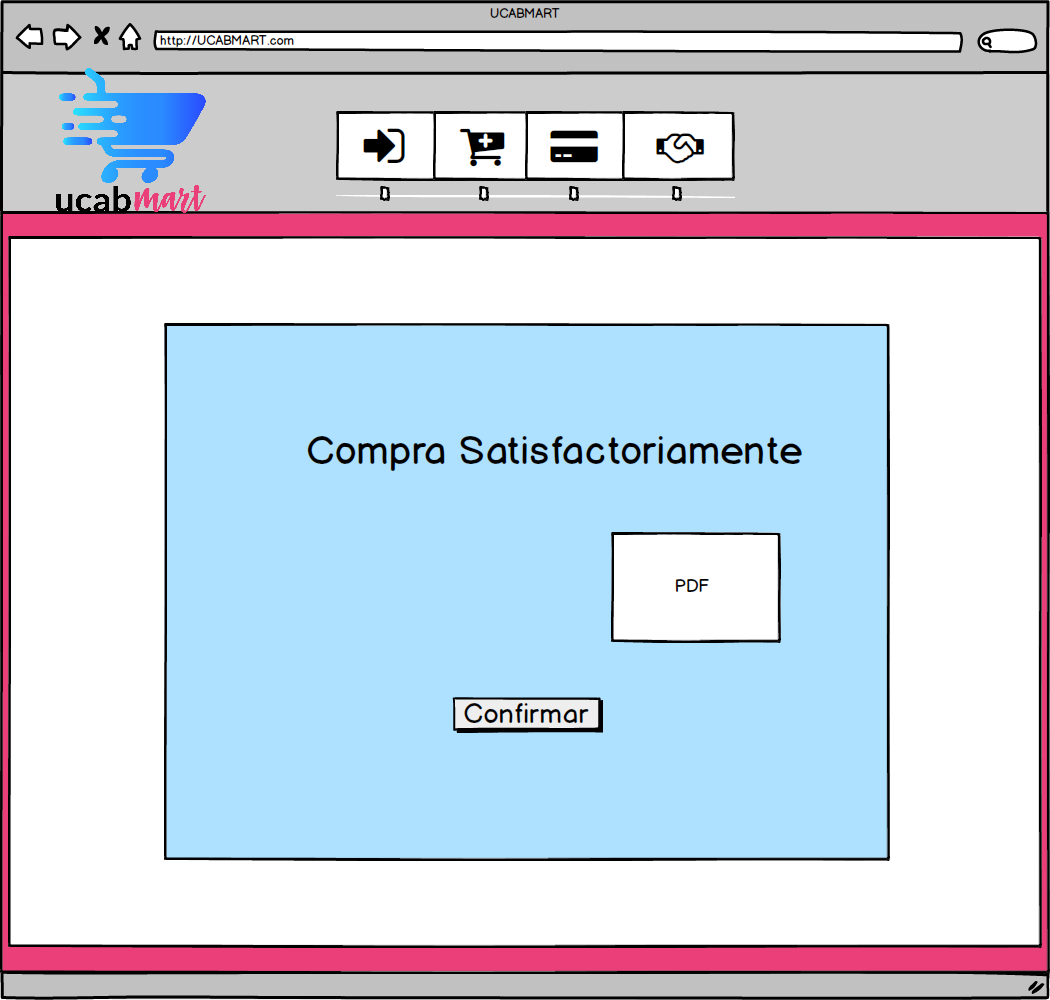 UCABMART
http://UCABMART.com
ucabmart
Compra Satisfactoriamente
PDF
Confirmar